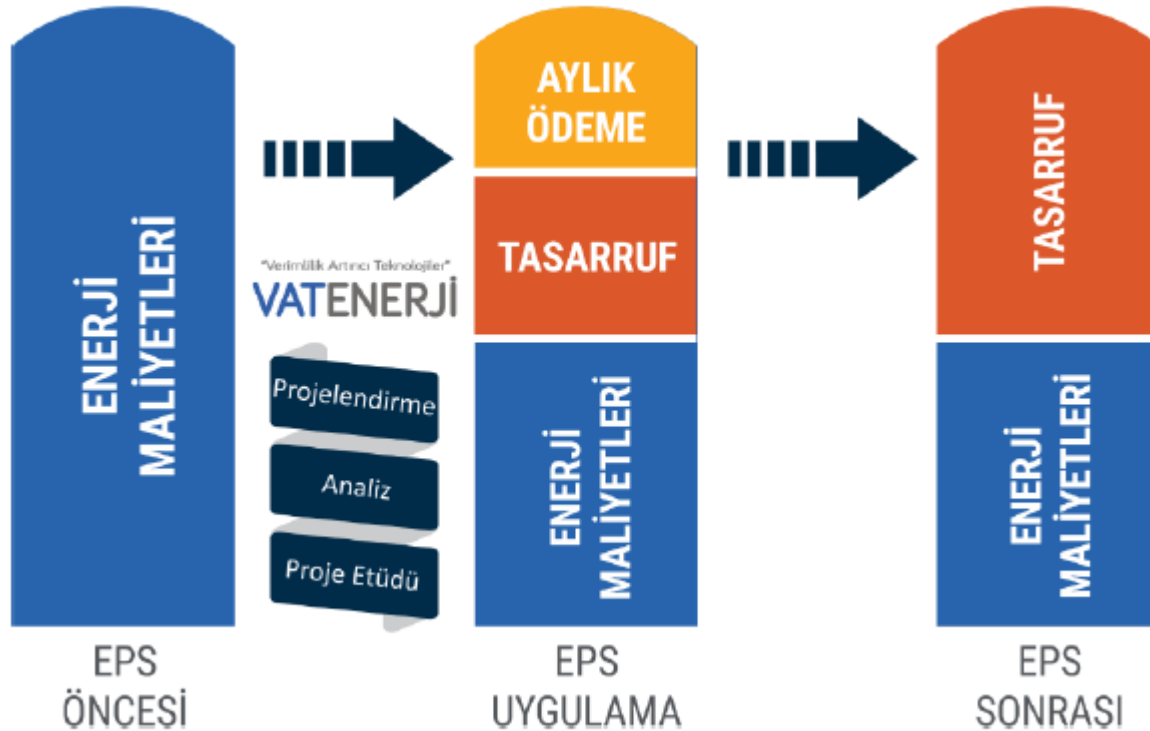 ENERJİ
MALİYETLERİ
EPS
ÖNCESİ
"Verimlilik Artırıcı Teknolojiler"
VATENERJİ
Projelendirme
Analiz
Proje Etüdü
AYLIK
ÖDEME
TASARRUF
ENERJİ
MALİYETLERİ
EPS
UYGULAMA
TASARRUF
ENERJİ
MALİYETLERİ
EPS
SONRASI